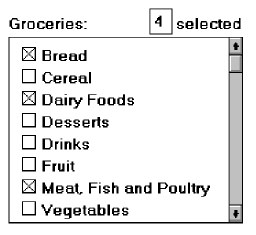 Groceries: 4 selected
Bread
Cereal
Dairy Foods
Desserts
Drinks
Fruit
Meat, Fish and Poultry
Vegetables